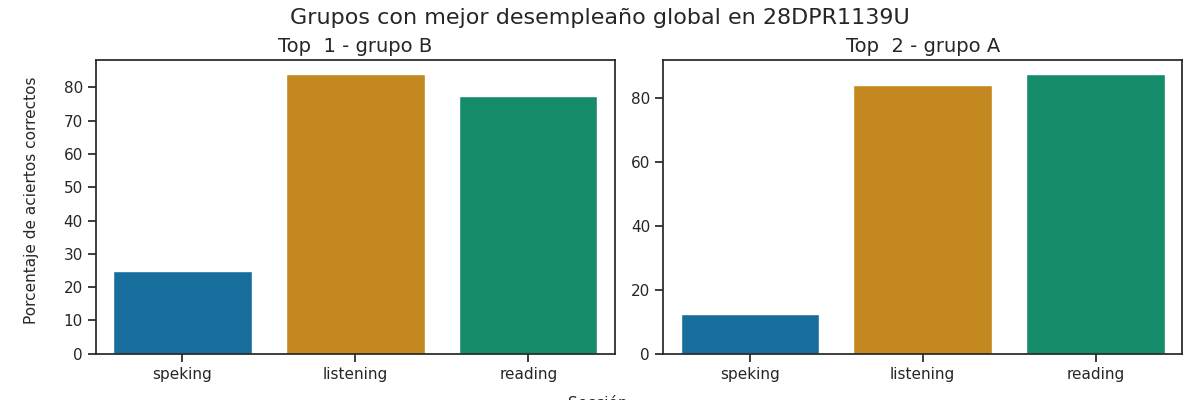 Grupos con mejor desempleaño global en 28DPR1139U
Top 1 - grupo B
Top 2 - grupo A
Porcentaje de aciertos correctos
80
70
60
50
40
30
20
10
0
speking listening reading
80
60
40
20
0
speking listening reading
Sección